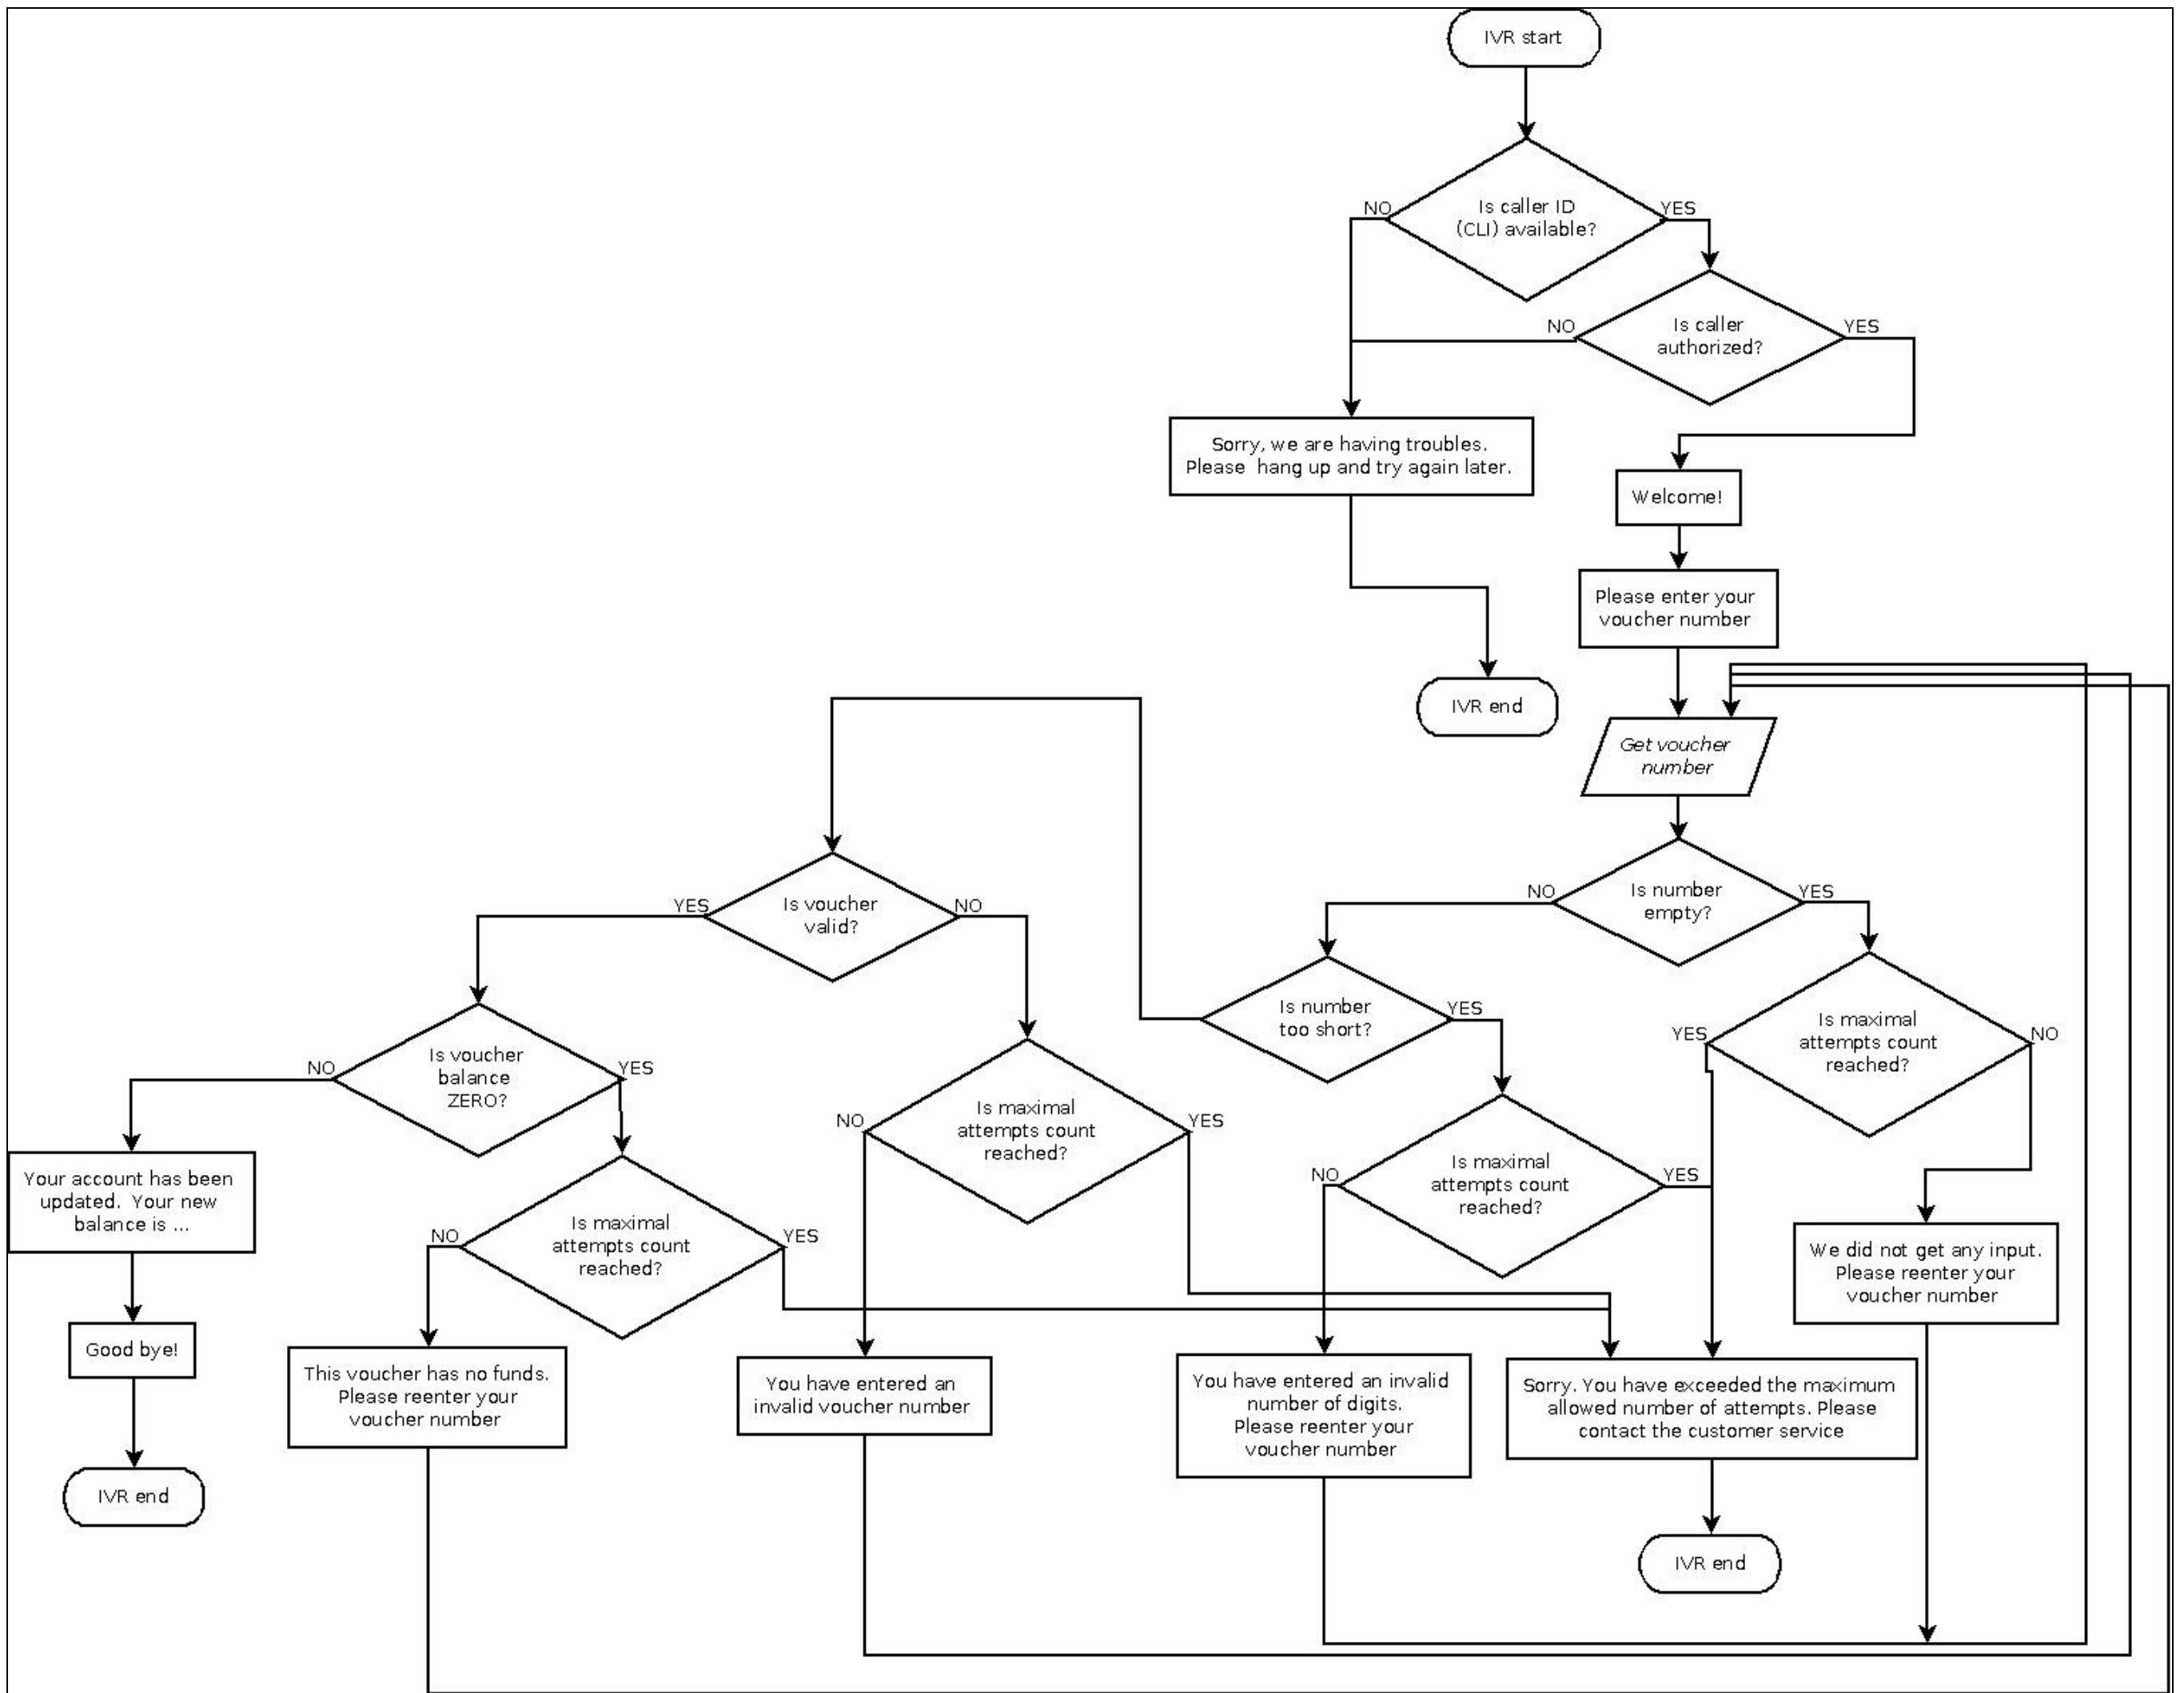 IVR start
Is caller ID
(CLI) available?
NO
YES
Is caller
authorized?
NO
YES
Sorry, we are having troubles.
Please hang up and try again later.
Welcome!
Please enter your
voucher number
IVR end
Get voucher
number
Is number
empty?
NO
YES
Is voucher
valid?
YES
NO
Is number
too short?
YES
Is maximal
attempts count
reached?
YES
NO
Is voucher
balance
ZERO?
NO
YES
Is maximal
attempts count
reached?
NO
YES
Is maximal
attempts count
reached?
NO
YES
Your account has been
updated. Your new
balance is ...
Is maximal
attempts count
reached?
NO
YES
We did not get any input.
Please reenter your
voucher number
Good bye!
This voucher has no funds.
Please reenter your
voucher number
You have entered an
invalid voucher number
You have entered an invalid
number of digits.
Please reenter your
voucher number
Sorry. You have exceeded the maximum
allowed number of attempts. Please
contact the customer service
IVR end
IVR end